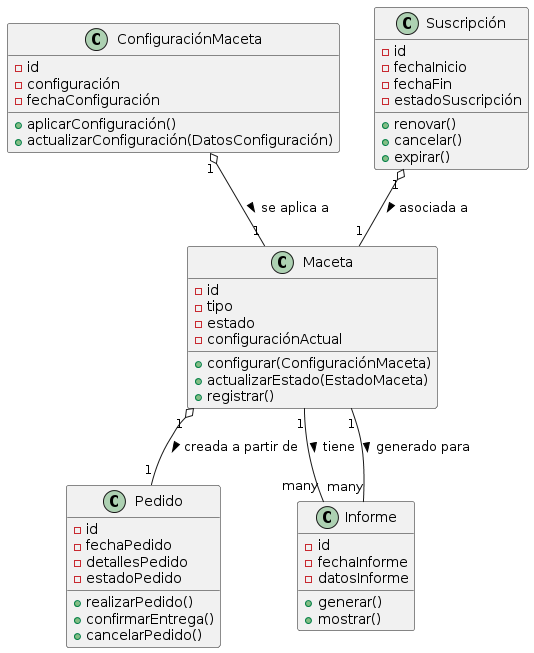 C ConfiguraciónMaceta
id
configuración
fechaConfiguración
aplicarConfiguración()
actualizarConfiguración(DatosConfiguración)
C Suscripción
id
fechaInicio
fechaFin
estadoSuscripción
renovar()
cancelar()
expirar()
1
se aplica a
1
1
asociada a
1
C Maceta
id
tipo
estado
configuraciónActual
configurar(ConfiguraciónMaceta)
actualizarEstado(EstadoMaceta)
registrar()
1
creada a partir de
1
1
tiene
many
1
generado para
many
C Pedido
id
fechaPedido
detallesPedido
estadoPedido
realizarPedido()
confirmarEntrega()
cancelarPedido()
C Informe
id
fechaInforme
datosInforme
generar()
mostrar()